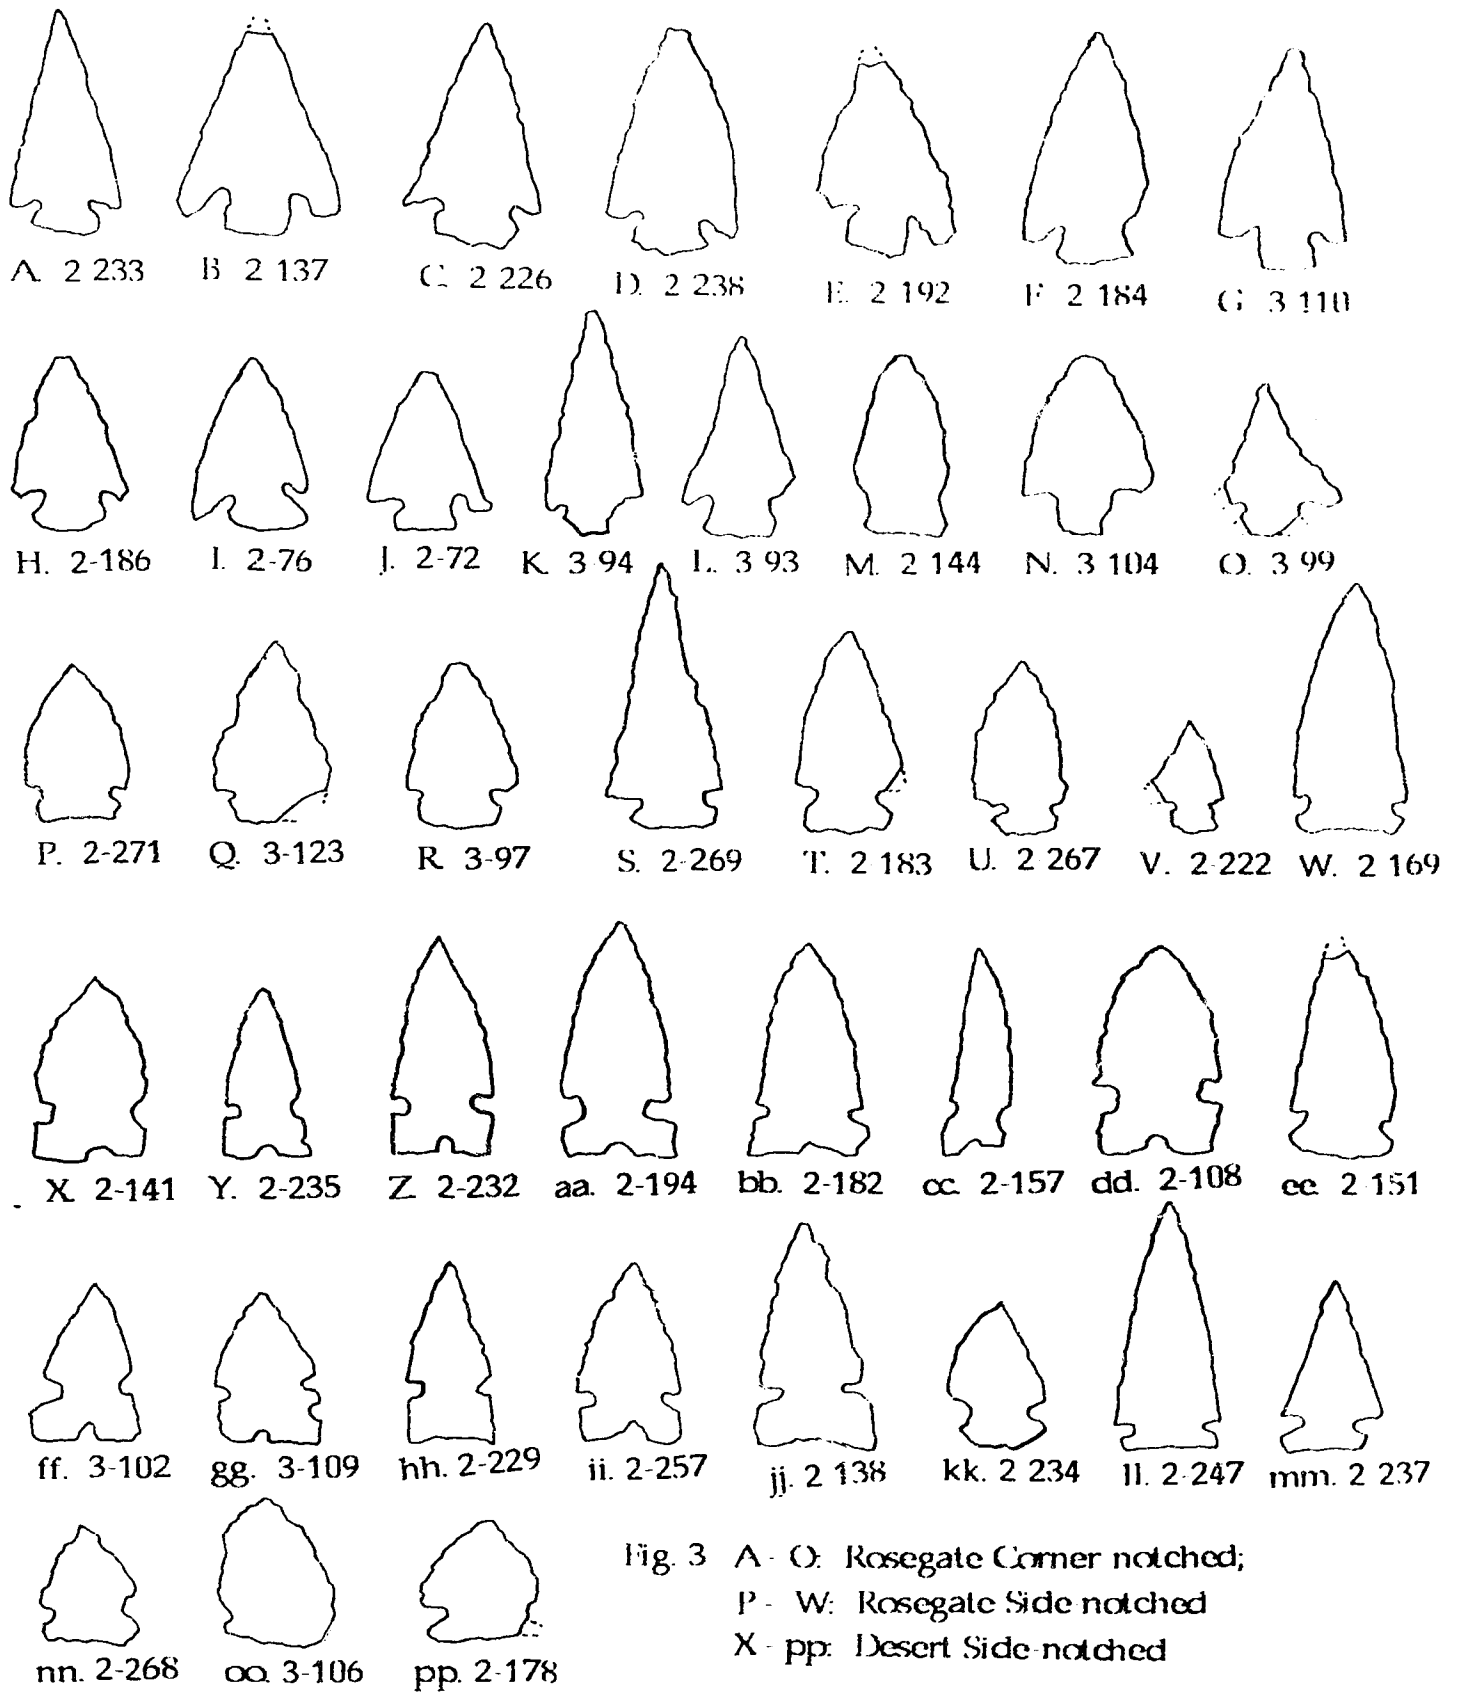 A. 2 233 B 2 137 C. 2 226 D. 2 238 E. 2 192 F 2 184 G 3 110
H. 2-186 I. 2-76 J. 2-72 K 3-94 L. 3 93 M. 2 144 N. 3 104 O. 3 99
P. 2-271 Q. 3-123 R 3-97 S. 2-269 T. 2 183 U. 2 267 V. 2-222 W. 2 169
X 2-141 Y. 2-235 Z 2-232 aa. 2-194 bb. 2-182 cc. 2-157 dd. 2-108 ee. 2 151
ff. 3-102 gg. 3-109 hh. 2-229 ii. 2-257 jj. 2 138 kk. 2 234 ll. 2-247 mm. 2 237
nn. 2-268 oo. 3-106 pp. 2-178
Fig. 3 A - O: Rosegate Corner notched;
P - W: Rosegate Side-notched
X - pp: Desert Side-notched